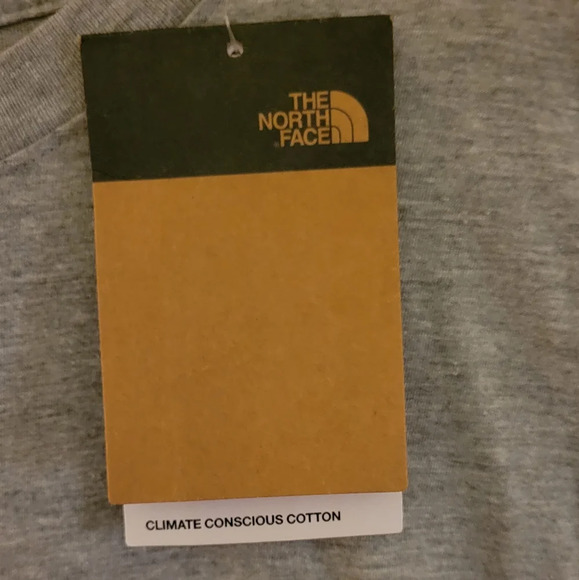 THE
NORTH
FACE
CLIMATE CONSCIOUS COTTON